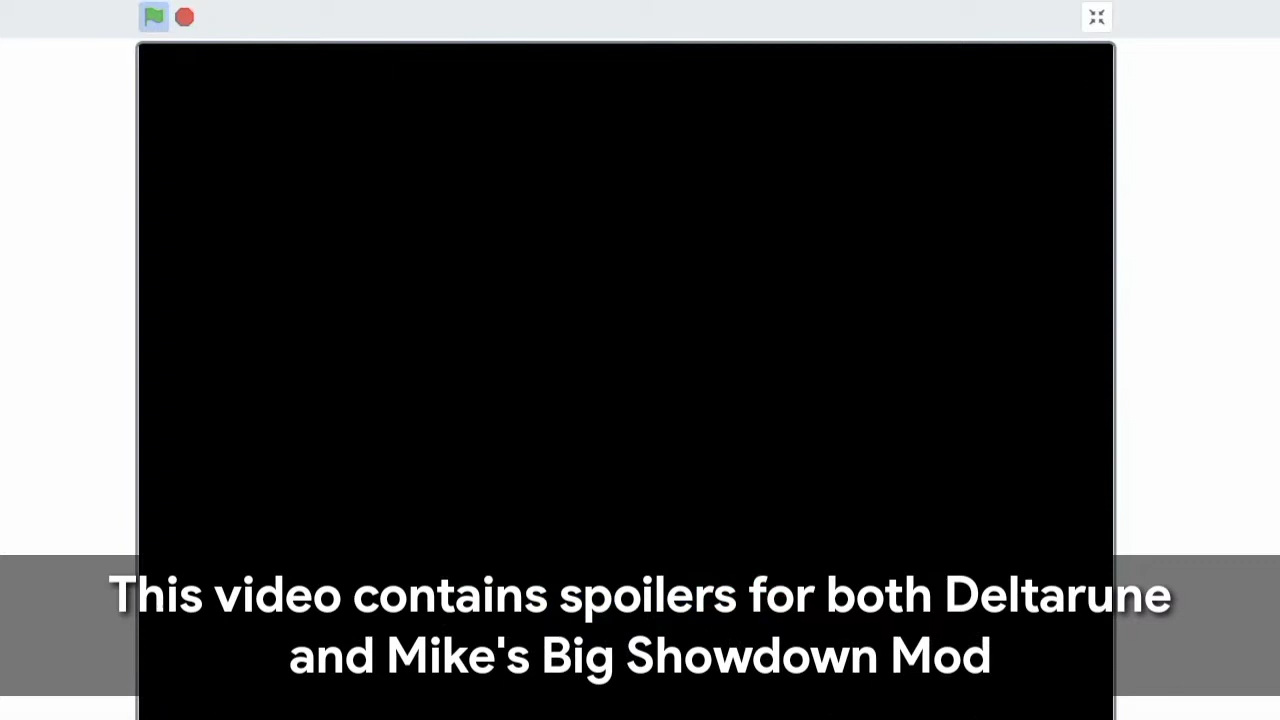 This video contains spoilers for both Deltarune
and Mike's Big Showdown Mod